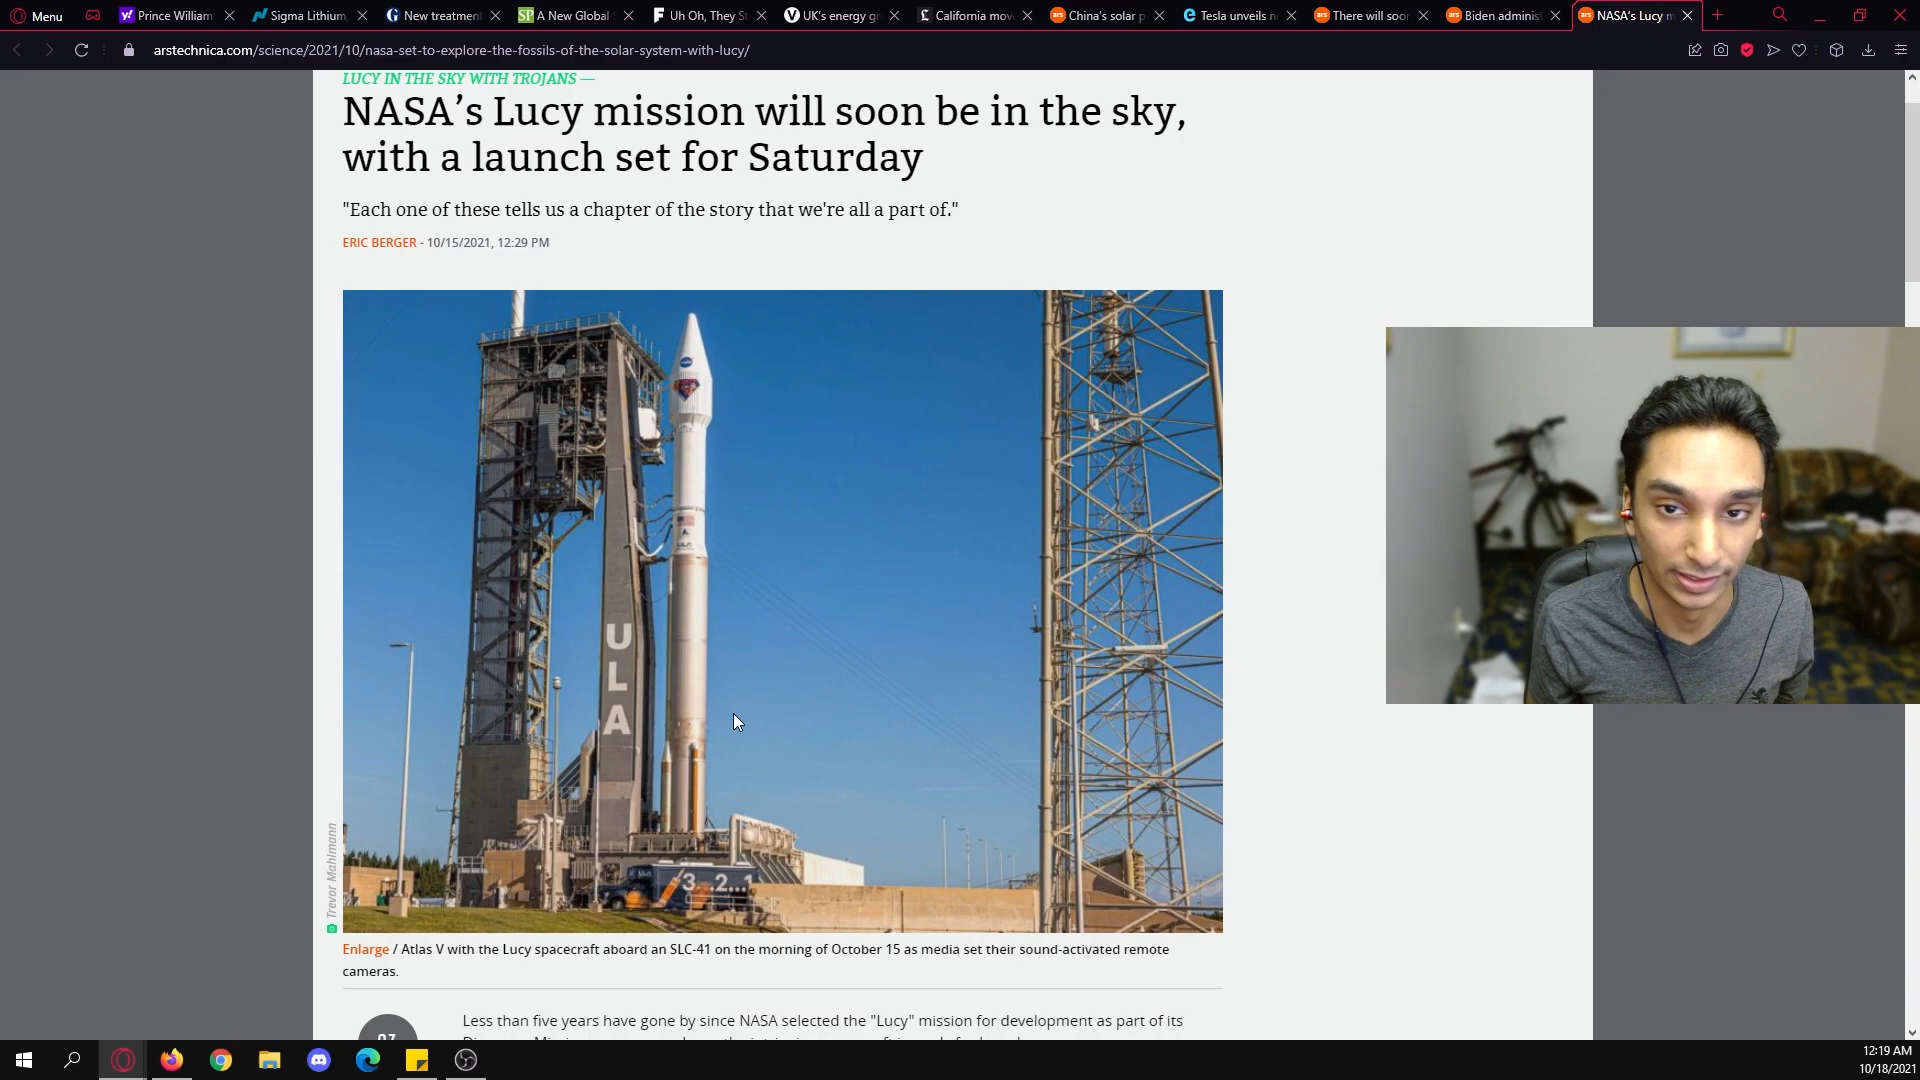 Menu
Prince William
Sigma Lithium
New treatment
A New Global
Uh Oh, They S
UK's energy g
California mov
China's solar p
Tesla unveils n
There will soo
Biden administ
NASA's Lucy m
arstechnica.com/science/2021/10/nasa-set-to-explore-the-fossils-of-the-solar-system-with-lucy/
LUCY IN THE SKY WITH TROJANS —
NASA's Lucy mission will soon be in the sky,
with a launch set for Saturday
"Each one of these tells us a chapter of the story that we're all a part of."
ERIC BERGER - 10/15/2021, 12:29 PM
ULA
3..2..1
Trevor Mahlmann
Enlarge / Atlas V with the Lucy spacecraft aboard an SLC-41 on the morning of October 15 as media set their sound-activated remote
cameras.
Less than five years have gone by since NASA selected the "Lucy" mission for development as part of its
12:19 AM
10/18/2021